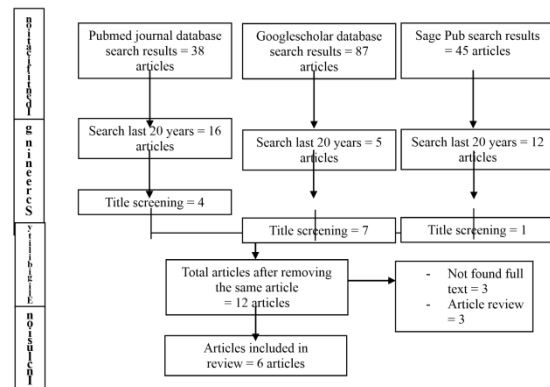 Identification
Pubmed journal database
search results = 38
articles
Googlescholar database
search results = 87
articles
Sage Pub search results
= 45 articles
Screening
Search last 20 years = 16
articles
Search last 20 years = 5
articles
Search last 20 years = 12
articles
Title screening = 4
Title screening = 7
Title screening = 1
Eligibility
Total articles after removing
the same article
= 12 articles
- Not found full
text = 3
- Article review
= 3
Inclusion
Articles included in
review = 6 articles